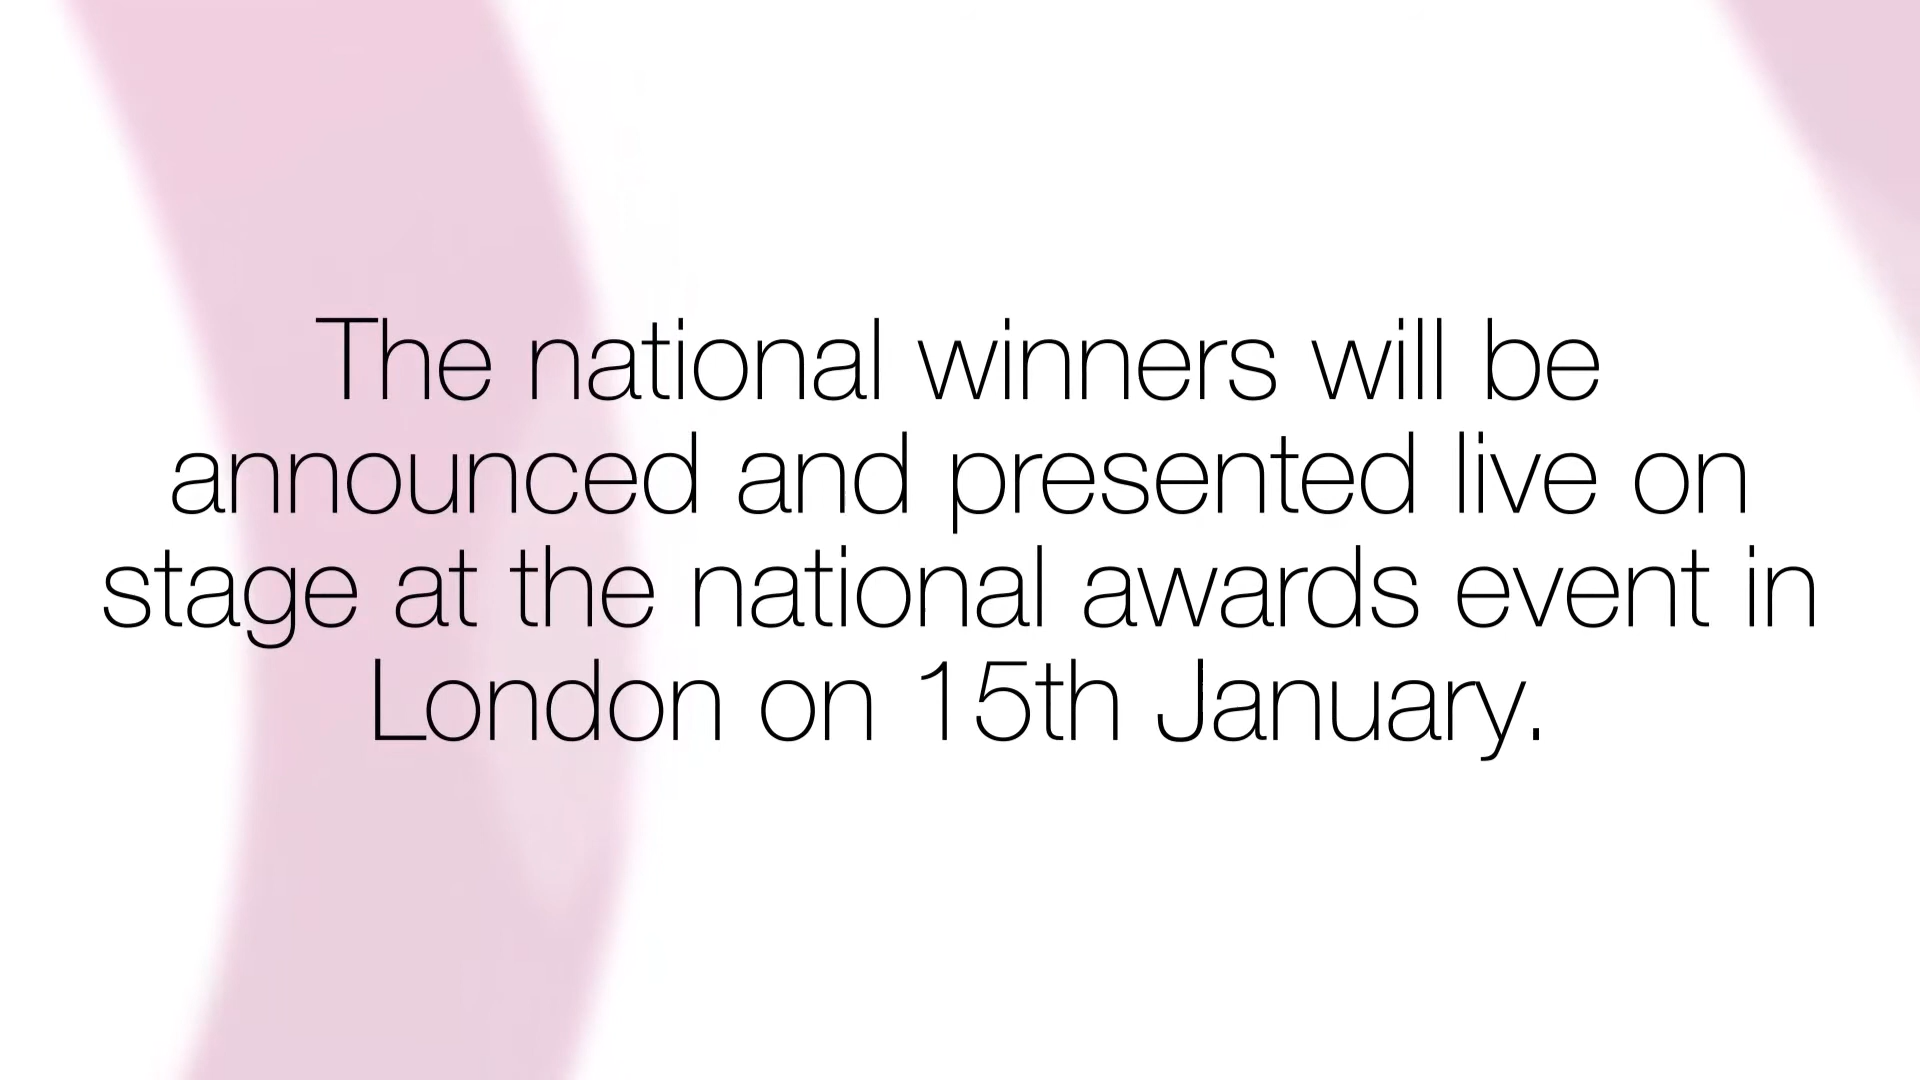 The national winners will be
announced and presented live on
stage at the national awards event in
London on 15th January.